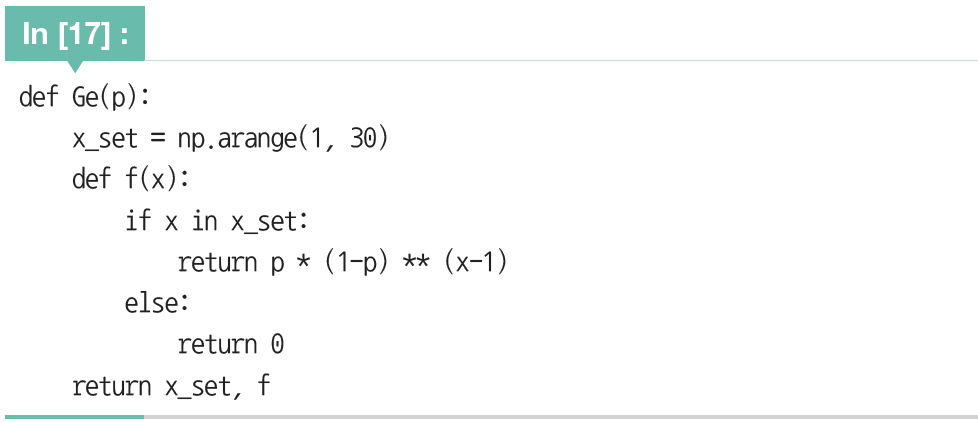 In [17] :
def Ge(p):
    x_set = np.arange(1, 30)
    def f(x):
        if x in x_set:
            return p * (1-p) ** (x-1)
        else:
            return 0
    return x_set, f